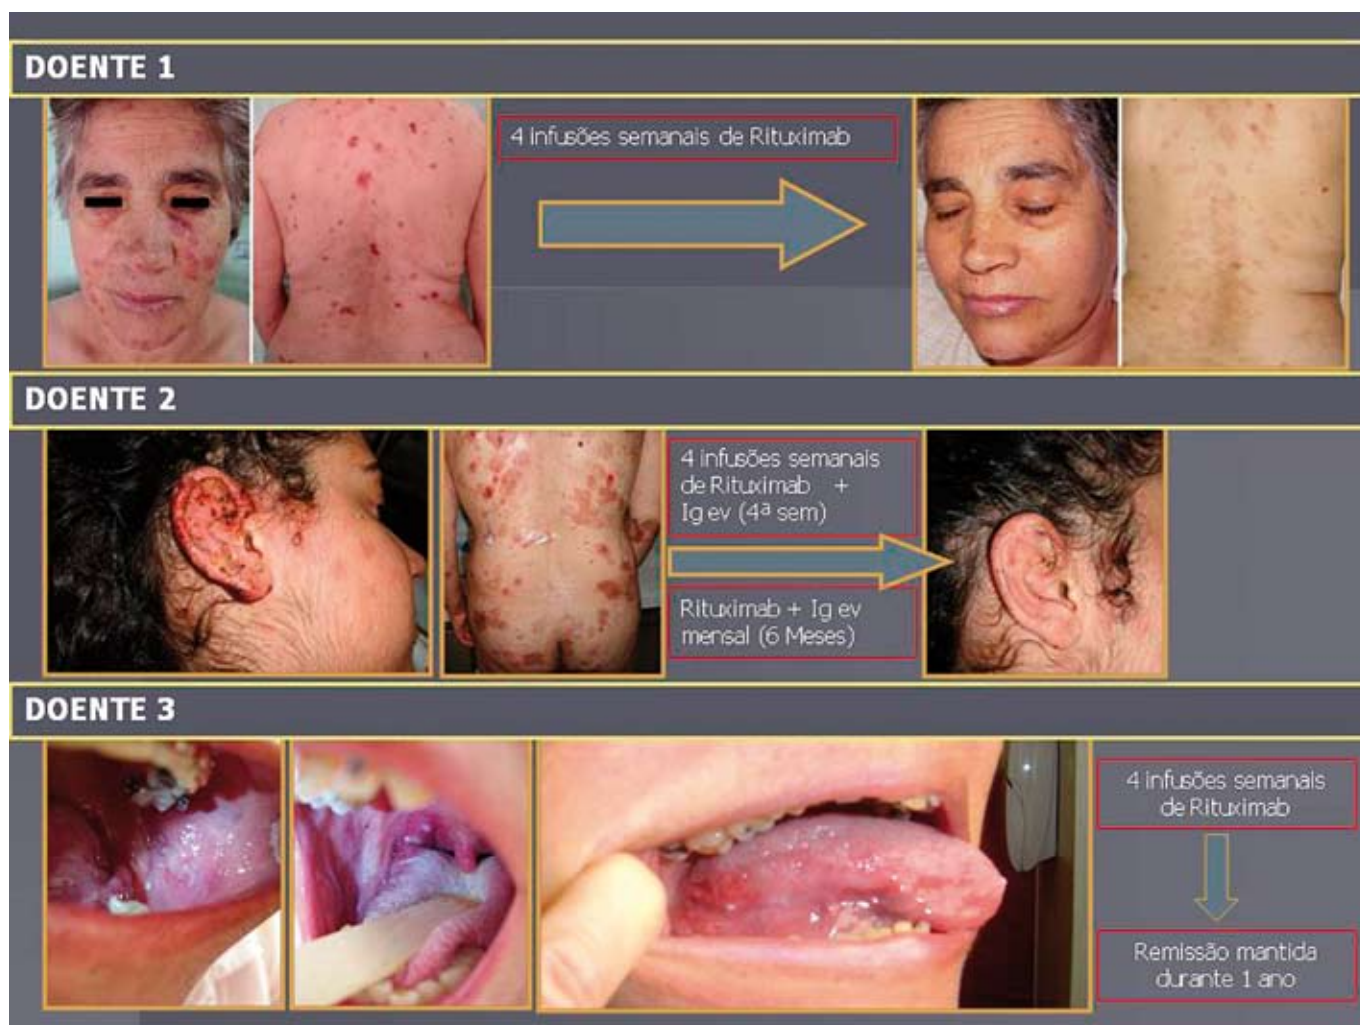 DOENTE 1
4 infusões semanais de Rituximab
DOENTE 2
4 infusões semanais
de Rituximab +
Ig ev (4ª sem)
Rituximab + Ig ev
mensal (6 Meses)
DOENTE 3
4 infusões semanais
de Rituximab
Remissão mantida
durante 1 ano